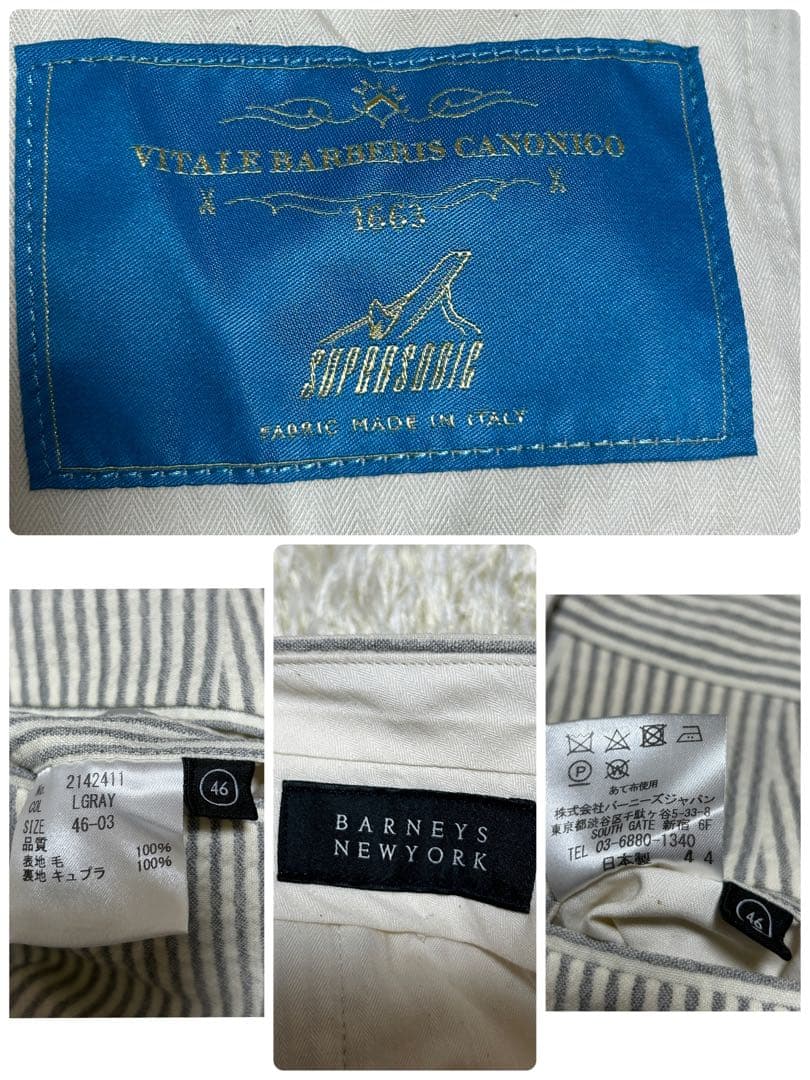 VITALE BARBERIS CANONICO
1663
SUPERSONIC
FABRIC MADE IN ITALY
No. 2142411
COL LGRAY
SIZE 46-03
品質
表地 毛 100%
裏地 キュプラ 100%
46
BARNEYS
NEWYORK
P
W
あて布使用
株式会社バーニーズジャパン
東京都渋谷区千駄ケ谷5-33-8
SOUTH GATE 新宿 6F
TEL 03-6880-1340
日本製 4 4
46